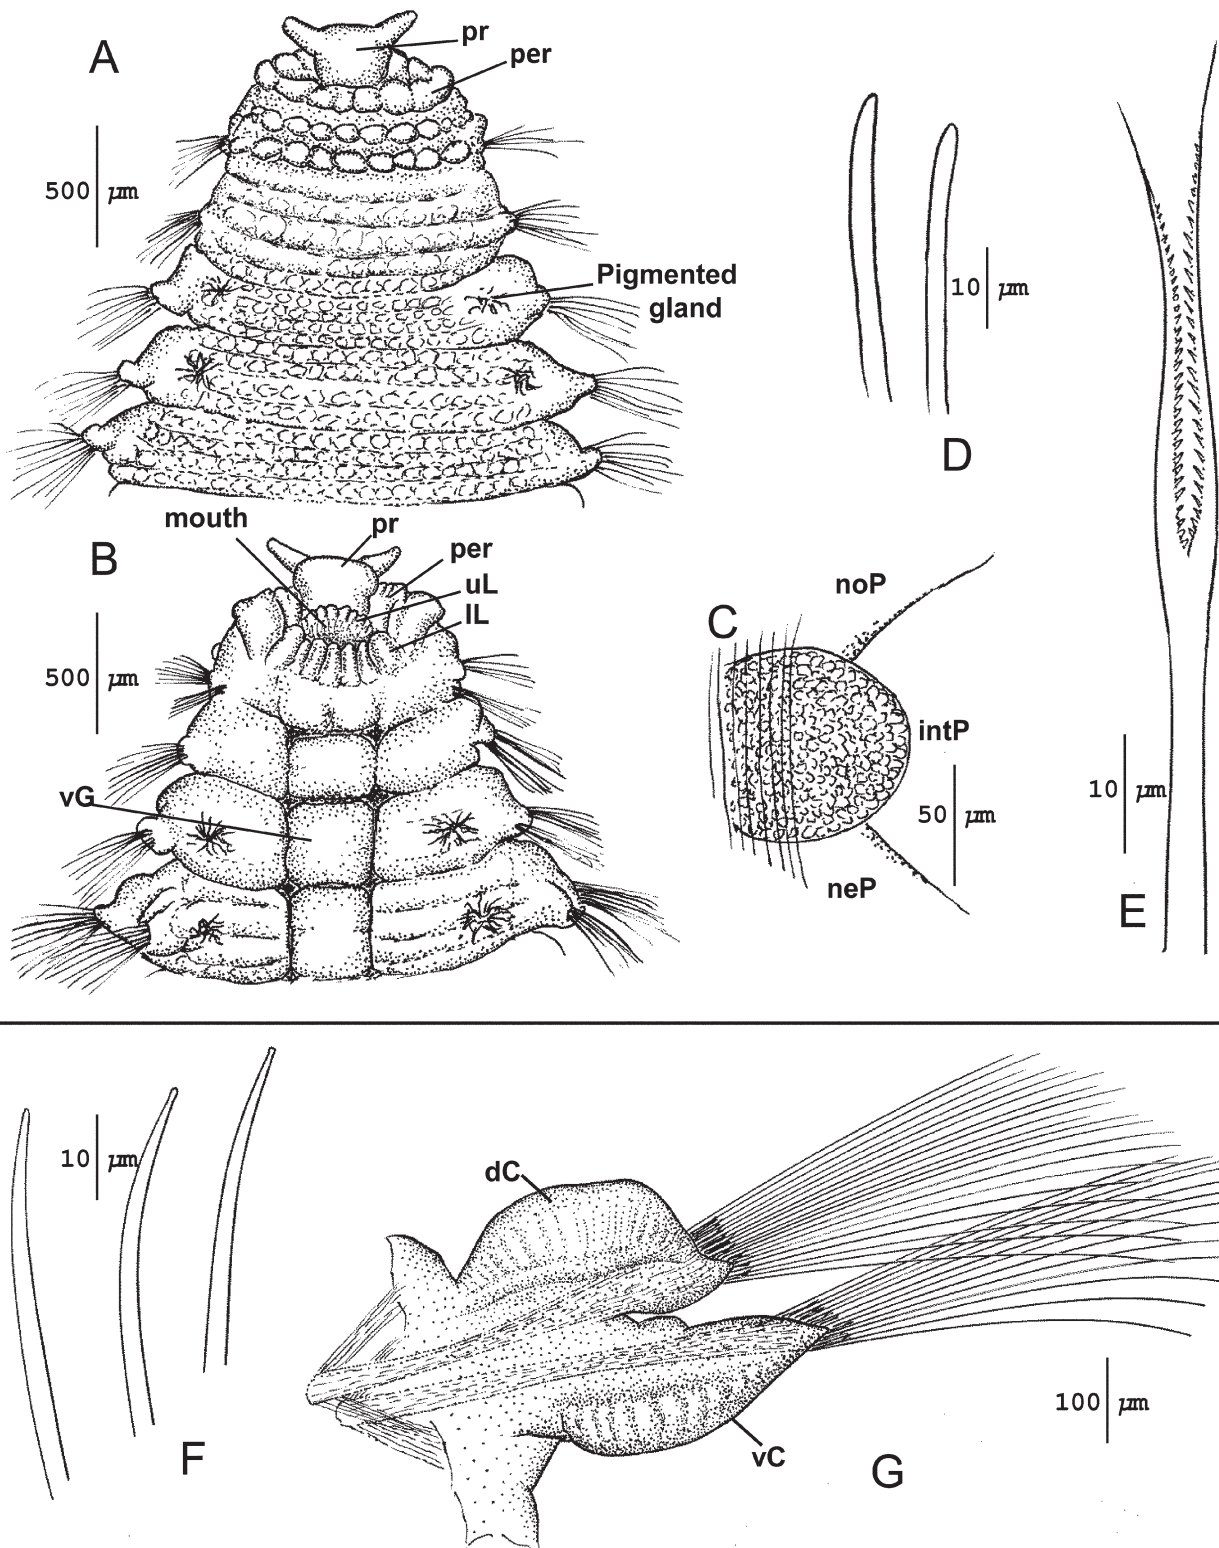 A
pr
per
500 µm
Pigmented
gland
D
10 µm
mouth
pr
B
per
uL
lL
500 µm
vG
noP
C
intP
50 µm
neP
10 µm
E
10 µm
F
dC
vC
100 µm
G